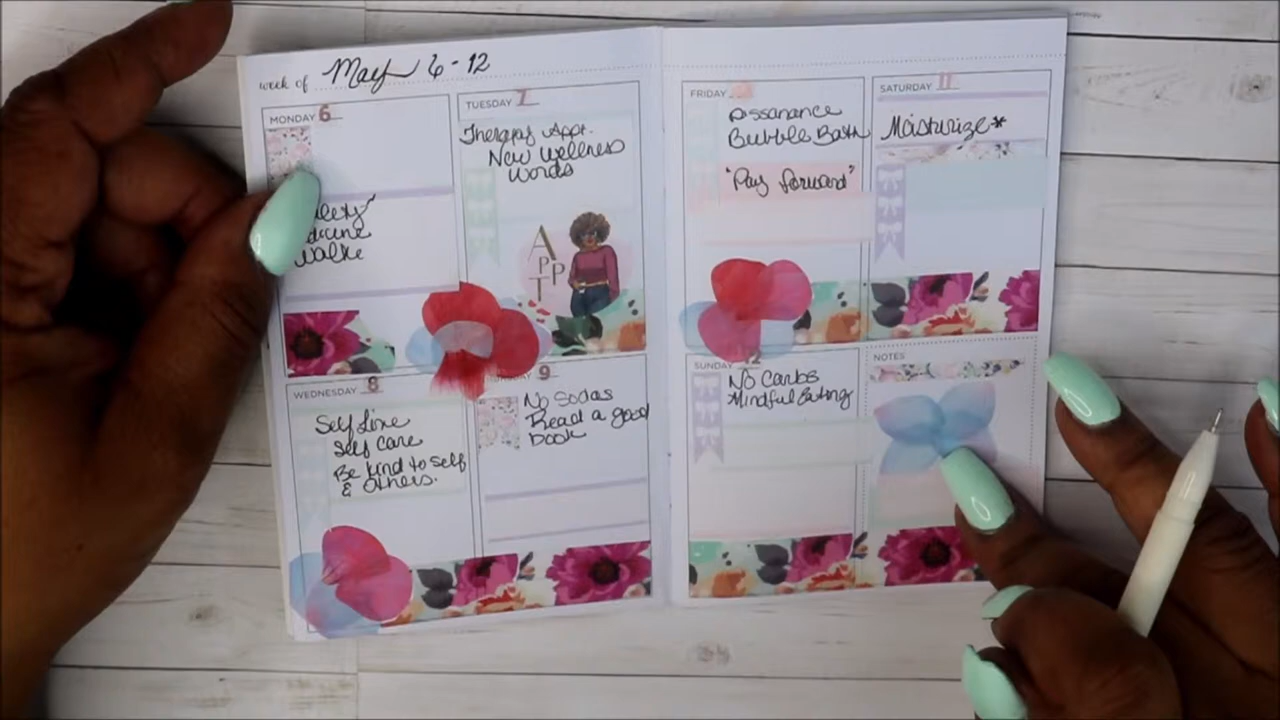 week of May 6-12
MONDAY 6
Walk
TUESDAY 7
Therapy Appt.
New Wellness
Words
APPT
WEDNESDAY 8
Self Love
Self Care
Be kind to Self
& Others.
9
No Sodas
Read a good
book
FRIDAY
Bubble Bath
"Pay forward"
SATURDAY 11
Moisturize*
SUNDAY 12
No Carbs
Mindful Eating
NOTES